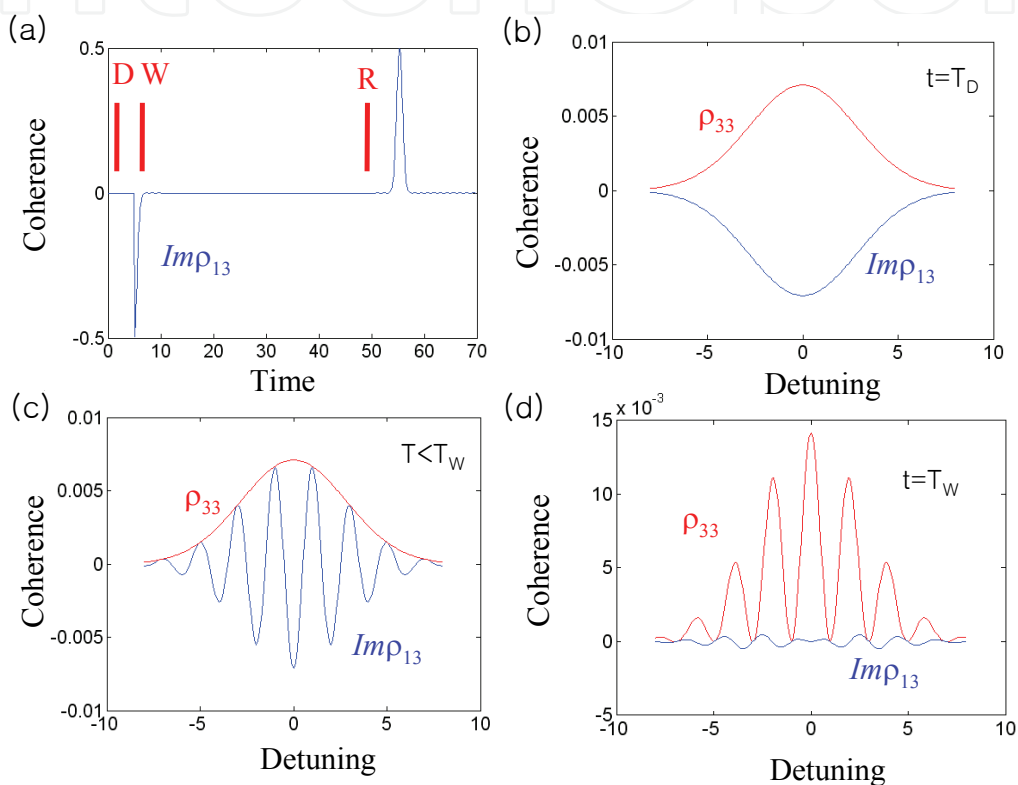 (a)
0.5
D W R
Coherence
0
Imρ13
-0.5
0 10 20 30 40 50 60 70
Time
(b)
0.01
t=TD
ρ33
0.005
Coherence
0
-0.005
Imρ13
-0.01
-10 -5 0 5 10
Detuning
(c)
0.01
T<TW
0.005
ρ33
Coherence
0
-0.005
Imρ13
-0.01
-10 -5 0 5 10
Detuning
(d)
x 10-3
15
t=TW
10
ρ33
Coherence
5
0
Imρ13
-5
-10 -5 0 5 10
Detuning